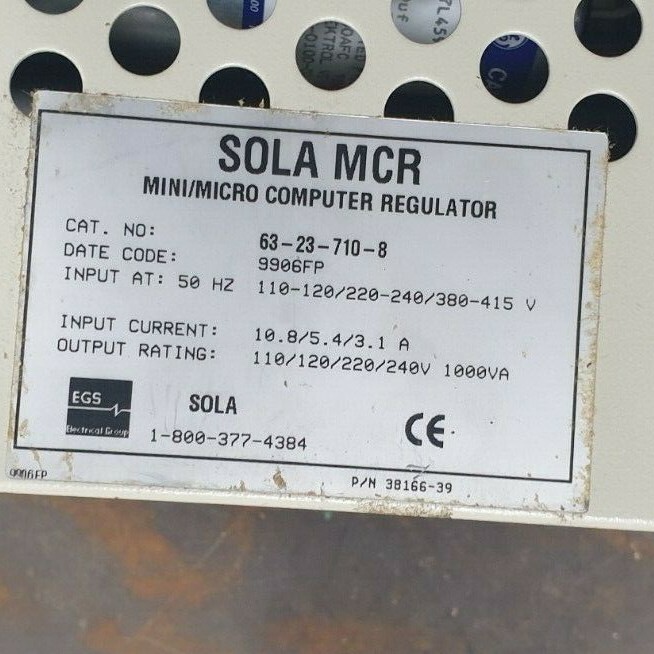 SOLA MCR
MINI/MICRO COMPUTER REGULATOR
CAT. NO: 63-23-710-8
DATE CODE: 9906FP
INPUT AT: 50 HZ 110-120/220-240/380-415 V
INPUT CURRENT: 10.8/5.4/3.1 A
OUTPUT RATING: 110/120/220/240V 1000VA
EGS
Electrical Group
SOLA
1-800-377-4384
CE
9906FP
P/N 38166-39